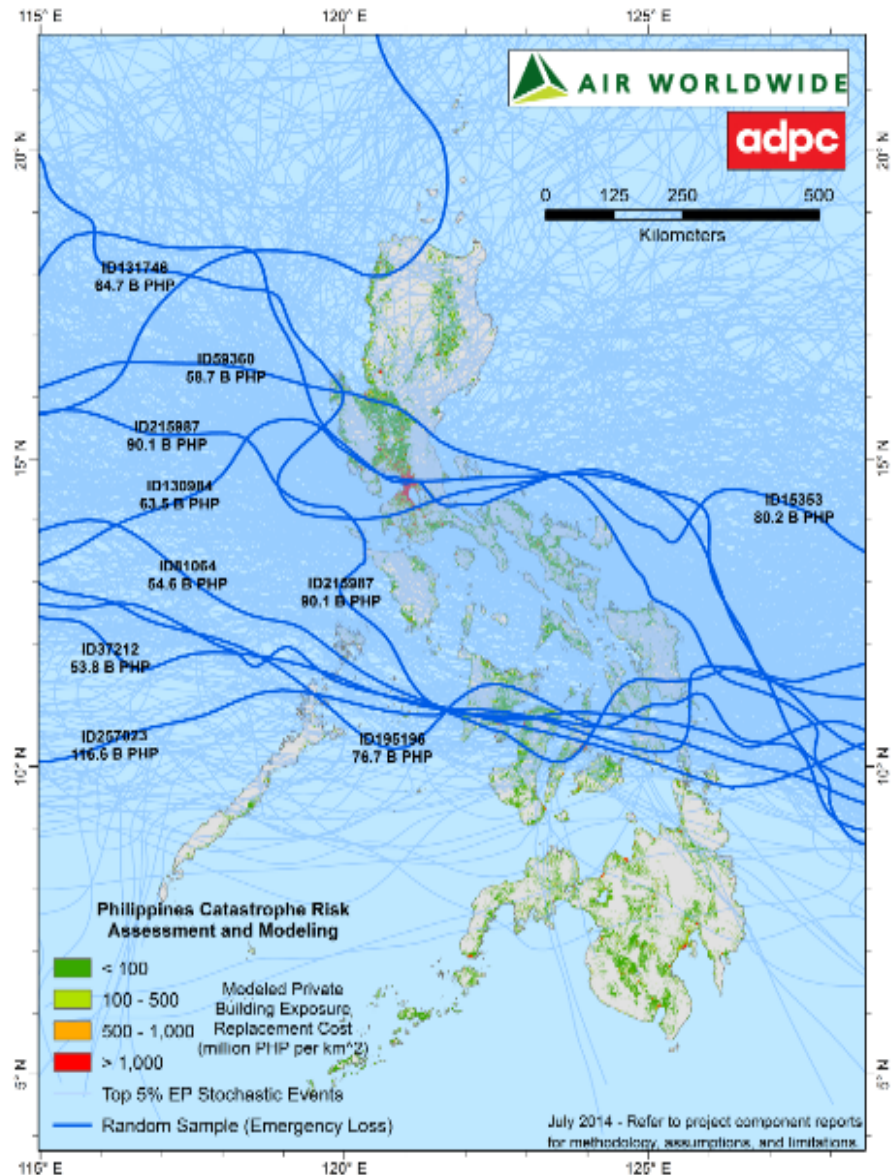 115° E
120° E
125° E
AIR WORLDWIDE
adpc
20° N
20° N
0 125 250 500
Kilometers
ID131748
64.7 B PHP
ID59360
58.7 B PHP
ID215987
90.1 B PHP
15° N
15° N
ID130984
63.5 B PHP
ID15353
80.2 B PHP
ID81064
54.6 B PHP
ID215987
90.1 B PHP
ID37212
53.8 B PHP
ID257023
116.6 B PHP
ID195196
76.7 B PHP
10° N
10° N
Philippines Catastrophe Risk
Assessment and Modeling
< 100
100 - 500
500 - 1,000
> 1,000
Modeled Private
Building Exposure
Replacement Cost
(million PHP per km^2)
5° N
5° N
Top 5% EP Stochastic Events
Random Sample (Emergency Loss)
July 2014 - Refer to project component reports
for methodology, assumptions, and limitations.
115° E
120° E
125° E